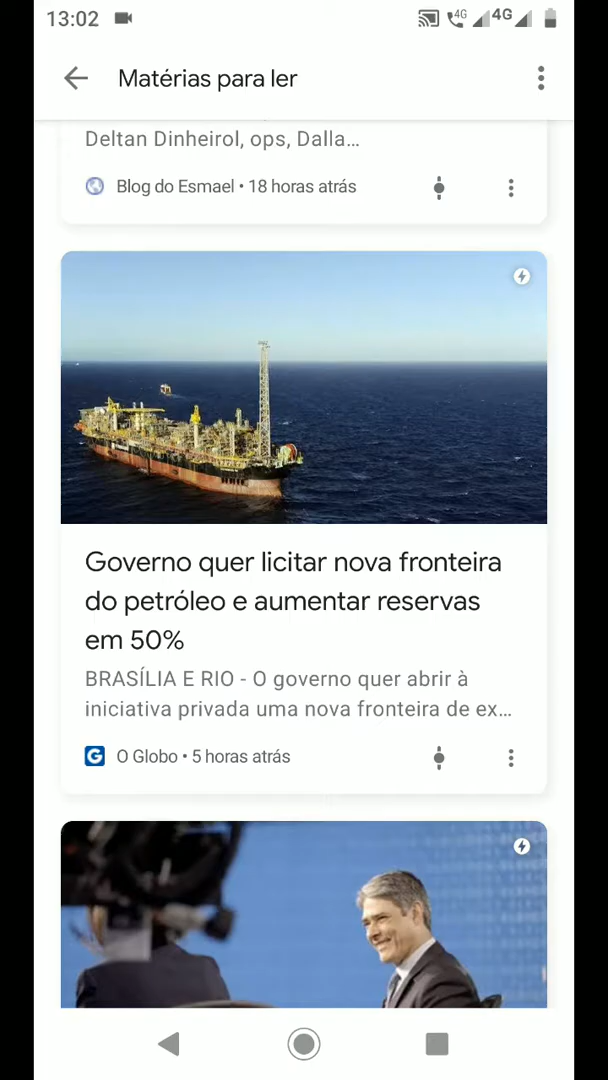 13:02
4G 4G
Matérias para ler
Deltan Dinheirol, ops, Dalla...
Blog do Esmael • 18 horas atrás
Governo quer licitar nova fronteira
do petróleo e aumentar reservas
em 50%
BRASÍLIA E RIO - O governo quer abrir à
iniciativa privada uma nova fronteira de ex...
G O Globo • 5 horas atrás